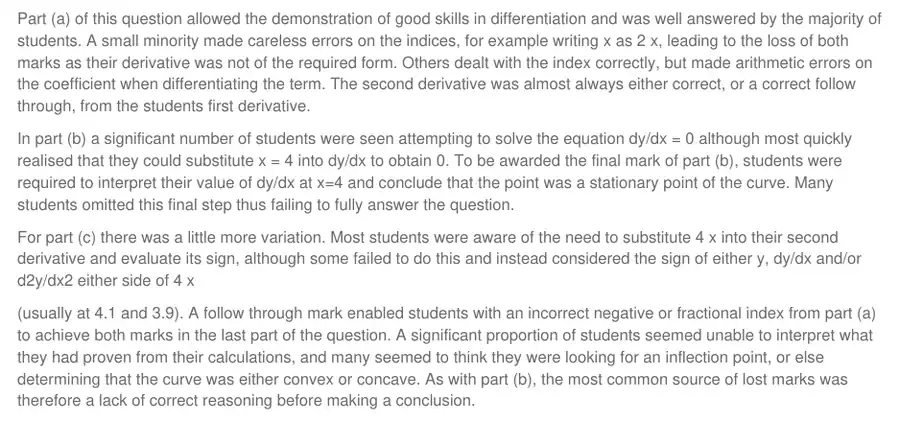 Part (a) of this question allowed the demonstration of good skills in differentiation and was well answered by the majority of
students. A small minority made careless errors on the indices, for example writing x as 2 x, leading to the loss of both
marks as their derivative was not of the required form. Others dealt with the index correctly, but made arithmetic errors on
the coefficient when differentiating the term. The second derivative was almost always either correct, or a correct follow
through, from the students first derivative.
In part (b) a significant number of students were seen attempting to solve the equation dy/dx = 0 although most quickly
realised that they could substitute x = 4 into dy/dx to obtain 0. To be awarded the final mark of part (b), students were
required to interpret their value of dy/dx at x=4 and conclude that the point was a stationary point of the curve. Many
students omitted this final step thus failing to fully answer the question.
For part (c) there was a little more variation. Most students were aware of the need to substitute 4 x into their second
derivative and evaluate its sign, although some failed to do this and instead considered the sign of either y, dy/dx and/or
d2y/dx2 either side of 4 x
(usually at 4.1 and 3.9). A follow through mark enabled students with an incorrect negative or fractional index from part (a)
to achieve both marks in the last part of the question. A significant proportion of students seemed unable to interpret what
they had proven from their calculations, and many seemed to think they were looking for an inflection point, or else
determining that the curve was either convex or concave. As with part (b), the most common source of lost marks was
therefore a lack of correct reasoning before making a conclusion.